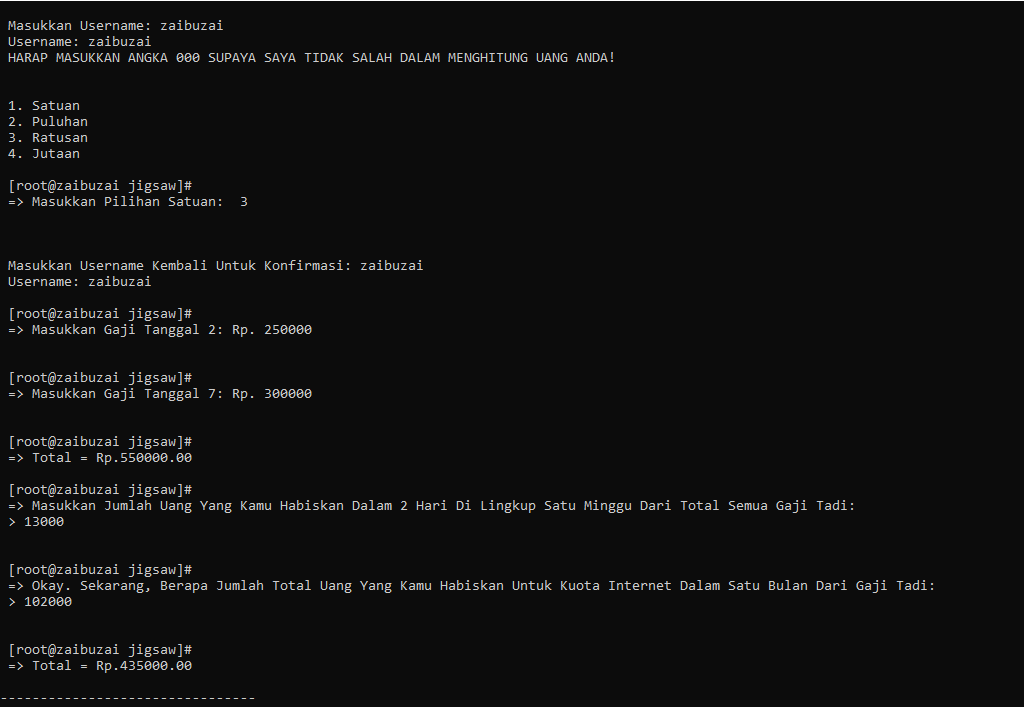 Masukkan Username: zaibuzai
Username: zaibuzai
HARAP MASUKKAN ANGKA 000 SUPAYA SAYA TIDAK SALAH DALAM MENGHITUNG UANG ANDA!
1. Satuan
2. Puluhan
3. Ratusan
4. Jutaan
[root@zaibuzai jigsaw]#
=> Masukkan Pilihan Satuan:  3
Masukkan Username Kembali Untuk Konfirmasi: zaibuzai
Username: zaibuzai
[root@zaibuzai jigsaw]#
=> Masukkan Gaji Tanggal 2: Rp. 250000
[root@zaibuzai jigsaw]#
=> Masukkan Gaji Tanggal 7: Rp. 300000
[root@zaibuzai jigsaw]#
=> Total = Rp.550000.00
[root@zaibuzai jigsaw]#
=> Masukkan Jumlah Uang Yang Kamu Habiskan Dalam 2 Hari Di Lingkup Satu Minggu Dari Total Semua Gaji Tadi:
> 13000
[root@zaibuzai jigsaw]#
=> Okay. Sekarang, Berapa Jumlah Total Uang Yang Kamu Habiskan Untuk Kuota Internet Dalam Satu Bulan Dari Gaji Tadi:
> 102000
[root@zaibuzai jigsaw]#
=> Total = Rp.435000.00
--------------------------------